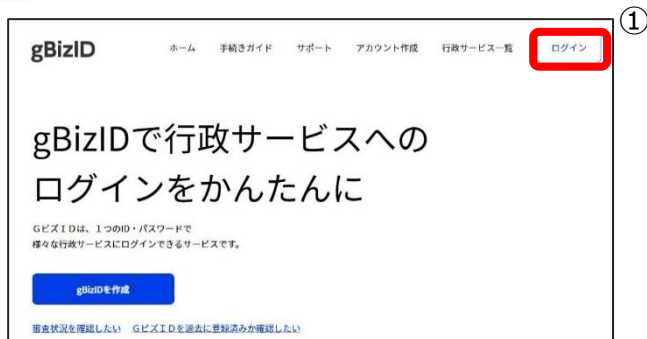 ①
gBizID ホーム 手続きガイド サポート アカウント作成 行政サービス一覧 ログイン
gBizIDで行政サービスへの
ログインをかんたんに
GビズIDは、1つのID・パスワードで
様々な行政サービスにログインできるサービスです。
gBizIDを作成
審査状況を確認したい GビズIDを過去に登録済みか確認したい